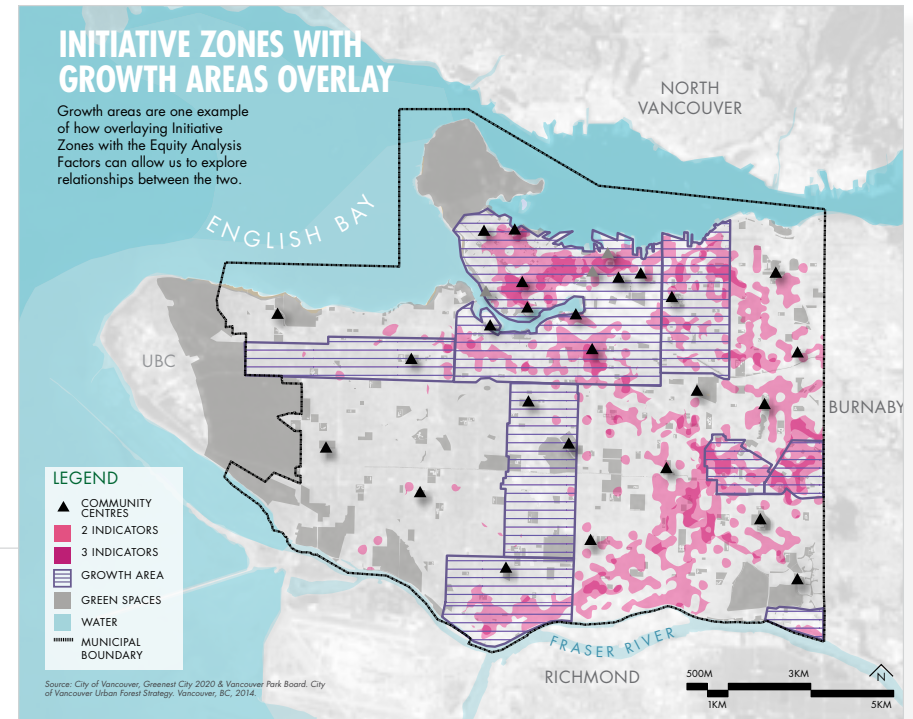 INITIATIVE ZONES WITH
GROWTH AREAS OVERLAY
Growth areas are one example
of how overlaying Initiative
Zones with the Equity Analysis
Factors can allow us to explore
relationships between the two.
NORTH
VANCOUVER
ENGLISH BAY
UBC
BURNABY
LEGEND
COMMUNITY
CENTRES
2 INDICATORS
3 INDICATORS
GROWTH AREA
GREEN SPACES
WATER
MUNICIPAL
BOUNDARY
FRASER RIVER
RICHMOND
Source: City of Vancouver, Greenest City 2020 & Vancouver Park Board. City
of Vancouver Urban Forest Strategy. Vancouver, BC, 2014.
500M 3KM N
1KM 5KM